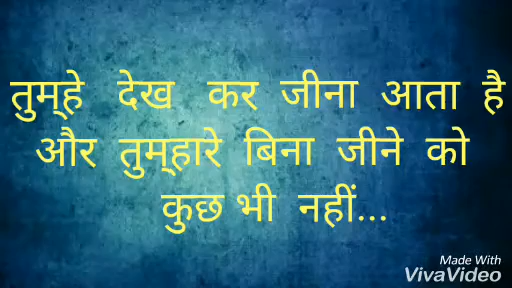 तुम्हे देख कर जीना आता है
और तुम्हारे बिना जीने को
कुछ भी नहीं...
Made With
VivaVideo